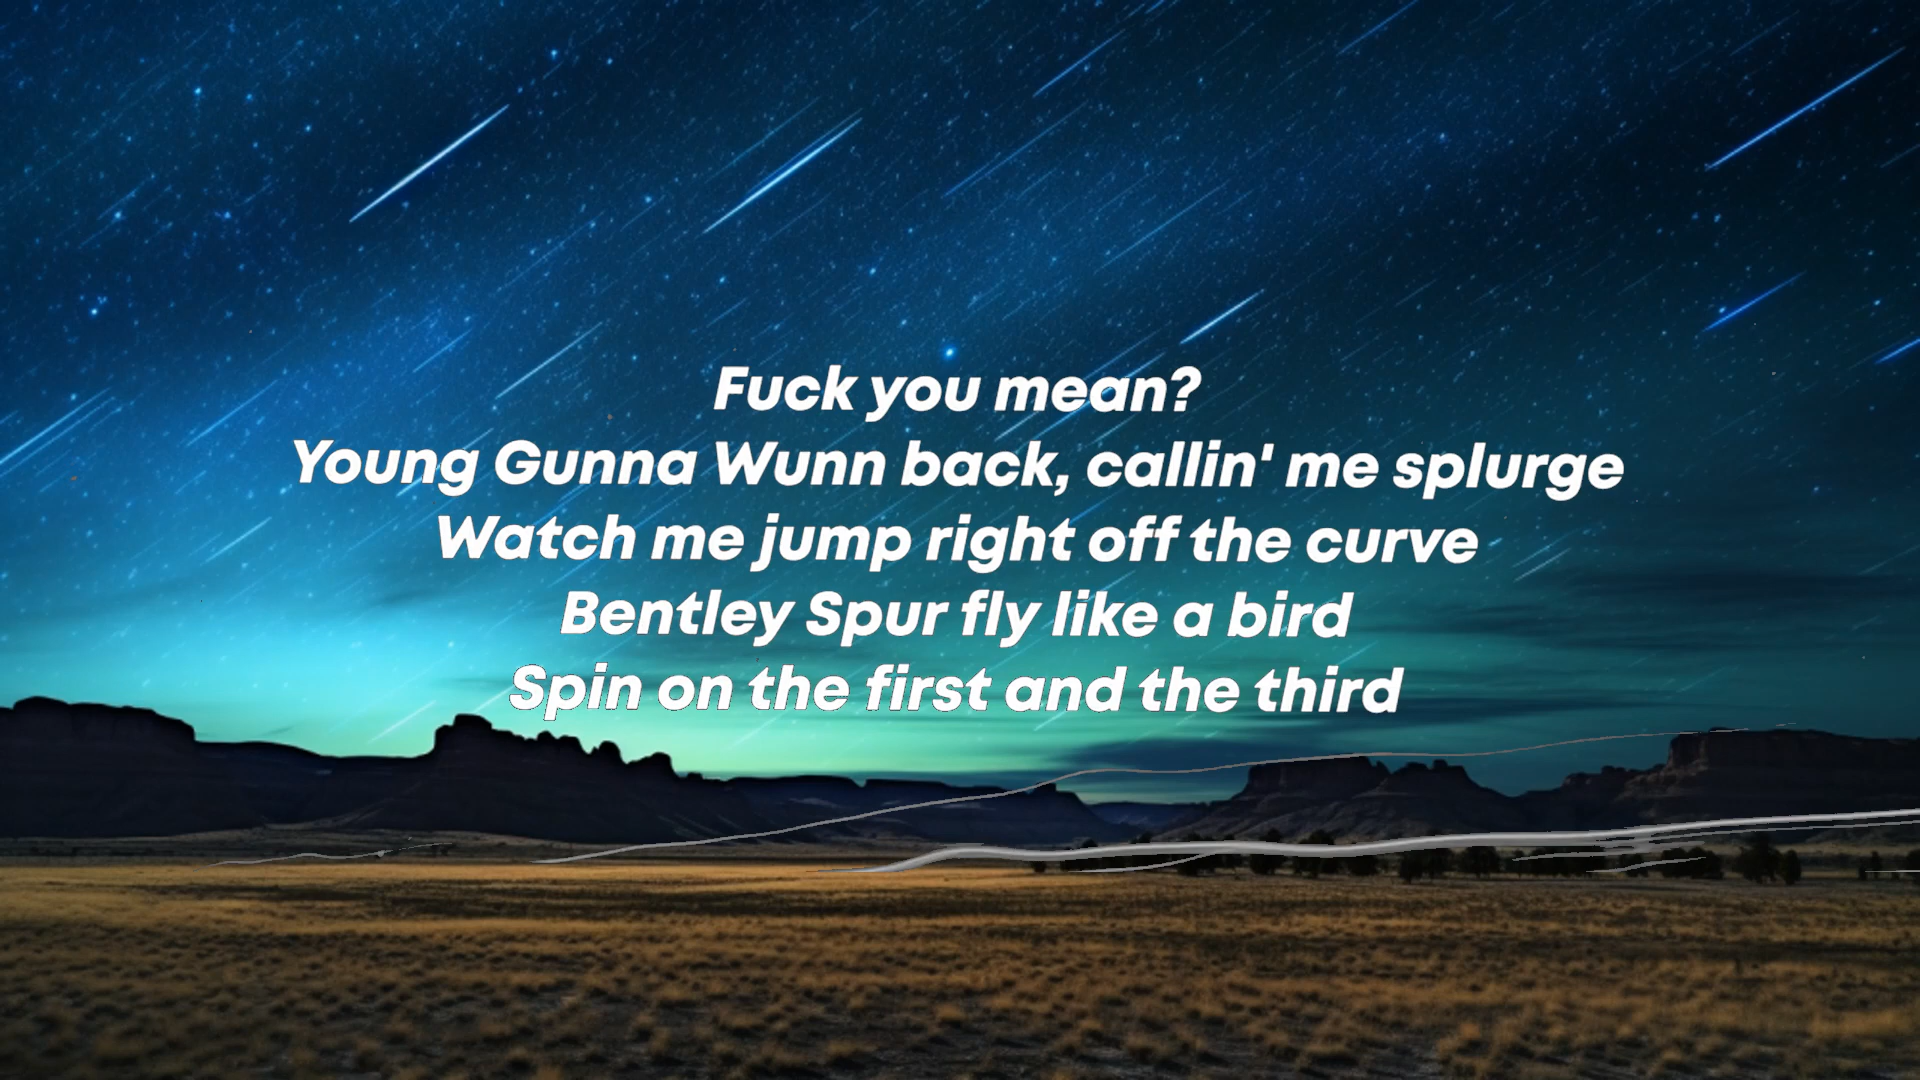 Fuck you mean?
Young Gunna Wunn back, callin' me splurge
Watch me jump right off the curve
Bentley Spur fly like a bird
Spin on the first and the third